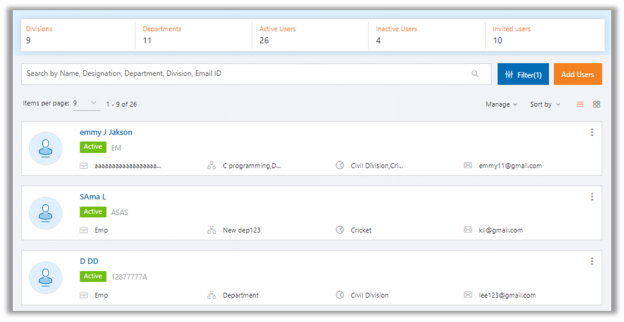 Divisions Departments Active Users Inactive Users Invited users
9 11 26 4 10
Search by Name, Designation, Department, Division, Email ID
Filter(1) Add Users
Items per page: 9 1 - 9 of 26 Manage Sort by
emmy J Jakson
Active EM
aaaaaaaaaaaaaaaaaa... C programming,D... Civil Division,Cri... emmy11@gmail.com
SAma L
Active ASAS
Emp New dep123 Cricket kil@gmail.com
D DD
Active 12877777A
Emp Department Civil Division lee123@gmail.com